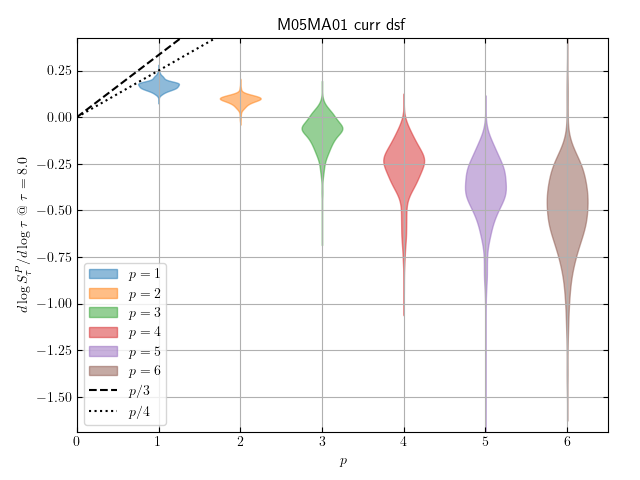 M05MA01 curr dsf
d log S_τ^P / d log τ @ τ = 8.0
0.25
0.00
−0.25
−0.50
−0.75
−1.00
−1.25
−1.50
p = 1
p = 2
p = 3
p = 4
p = 5
p = 6
p/3
p/4
0 1 2 3 4 5 6
p